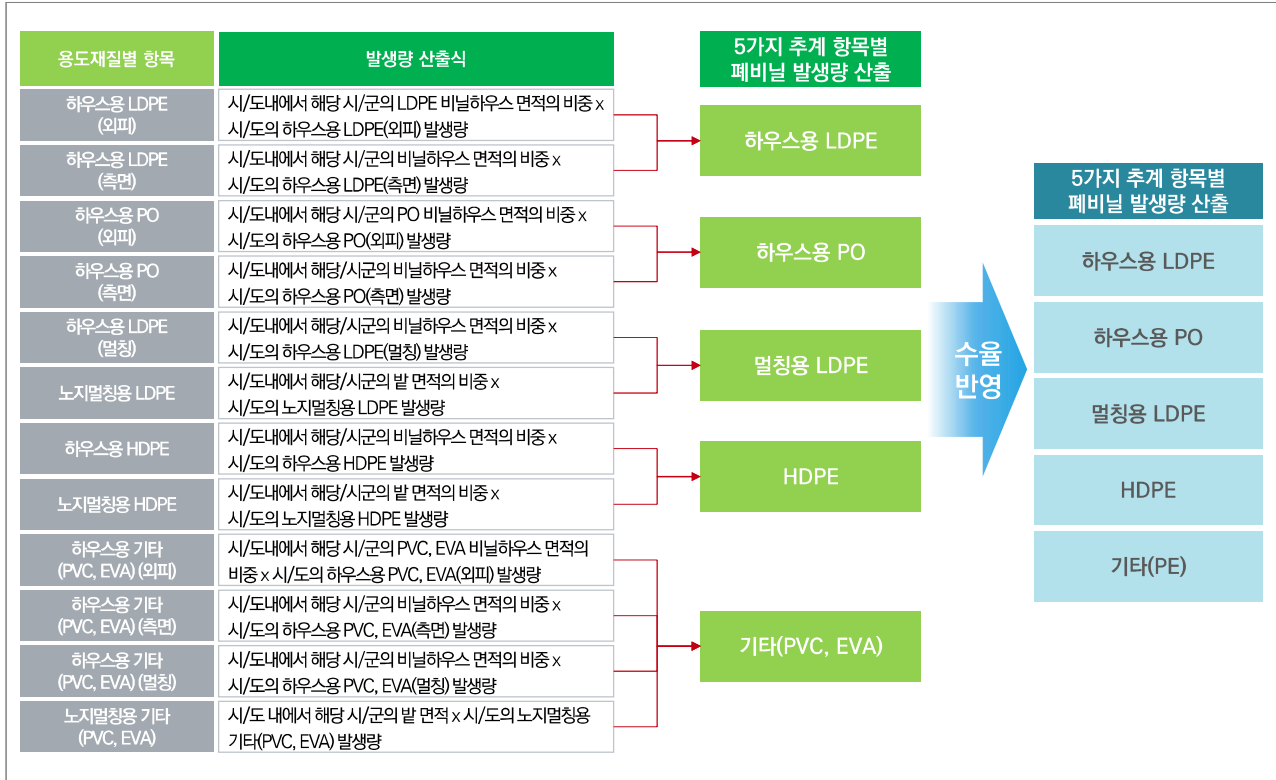 용도재질별 항목
발생량 산출식
하우스용 LDPE
(외피)
시/도내에서 해당 시/군의 LDPE 비닐하우스 면적의 비중 x
시/도의 하우스용 LDPE(외피) 발생량
하우스용 LDPE
(측면)
시/도내에서 해당 시/군의 비닐하우스 면적의 비중 x
시/도의 하우스용 LDPE(측면) 발생량
하우스용 PO
(외피)
시/도내에서 해당 시/군의 PO 비닐하우스 면적의 비중 x
시/도의 하우스용 PO(외피) 발생량
하우스용 PO
(측면)
시/도내에서 해당/시군의 비닐하우스 면적의 비중 x
시/도의 하우스용 PO(측면) 발생량
하우스용 LDPE
(멀칭)
시/도내에서 해당/시군의 비닐하우스 면적의 비중 x
시/도의 하우스용 LDPE(멀칭) 발생량
노지멀칭용 LDPE
시/도내에서 해당/시군의 밭 면적의 비중 x
시/도의 노지멀칭용 LDPE 발생량
하우스용 HDPE
시/도내에서 해당/시군의 비닐하우스 면적의 비중 x
시/도의 하우스용 HDPE 발생량
노지멀칭용 HDPE
시/도내에서 해당/시군의 밭 면적의 비중 x
시/도의 노지멀칭용 HDPE 발생량
하우스용 기타
(PVC, EVA) (외피)
시/도내에서 해당 시/군의 PVC, EVA 비닐하우스 면적의
비중 x 시/도의 하우스용 PVC, EVA(외피) 발생량
하우스용 기타
(PVC, EVA) (측면)
시/도내에서 해당 시/군의 비닐하우스 면적의 비중 x
시/도의 하우스용 PVC, EVA(측면) 발생량
하우스용 기타
(PVC, EVA) (멀칭)
시/도내에서 해당 시/군의 비닐하우스 면적의 비중 x
시/도의 하우스용 PVC, EVA(멀칭) 발생량
노지멀칭용 기타
(PVC, EVA)
시/도 내에서 해당 시/군의 밭 면적 x 시/도의 노지멀칭용
기타(PVC, EVA) 발생량
5가지 추계 항목별
폐비닐 발생량 산출
하우스용 LDPE
하우스용 PO
멀칭용 LDPE
HDPE
기타(PVC, EVA)
수율
반영
5가지 추계 항목별
폐비닐 발생량 산출
하우스용 LDPE
하우스용 PO
멀칭용 LDPE
HDPE
기타(PE)